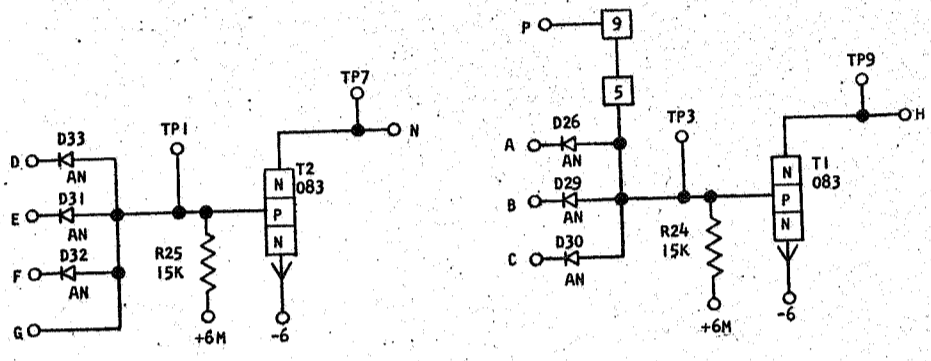 P 9
TP7 TP9
5
D33 TP1 N D26 TP3 H
D T2 A T1
AN N 083 AN N 083
D31 D29
E P B P
AN AN
D32 R25 N D30 R24 N
F 15K C 15K
AN AN
G
+6M -6 +6M -6